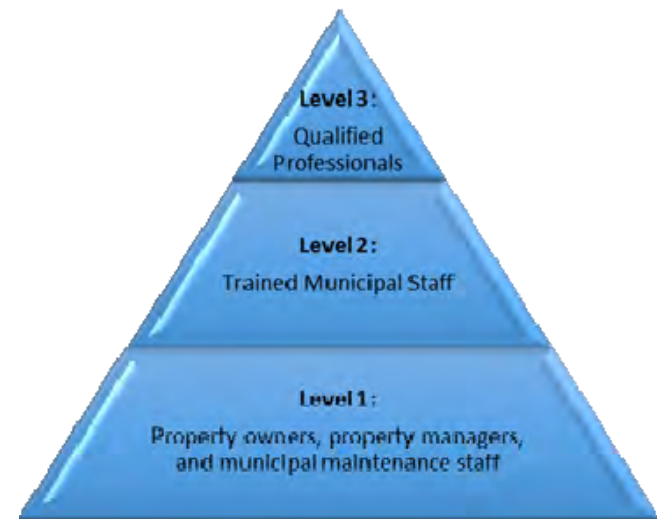 Level 3:
Qualified
Professionals
Level 2:
Trained Municipal Staff
Level 1:
Property owners, property managers,
and municipal maintenance staff